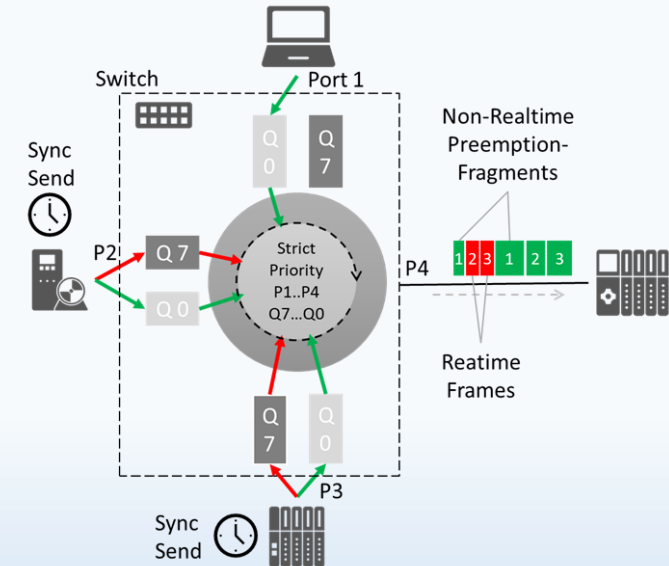 Port 1
Switch
Non-Realtime
Preemption-
Fragments
Q
0
Q
7
Sync
Send
P2
Q 7
Q 0
Strict
Priority
P1..P4
Q7...Q0
P4
1 2 3 1 2 3
Reatime
Frames
Q
7
Q
0
P3
Sync
Send